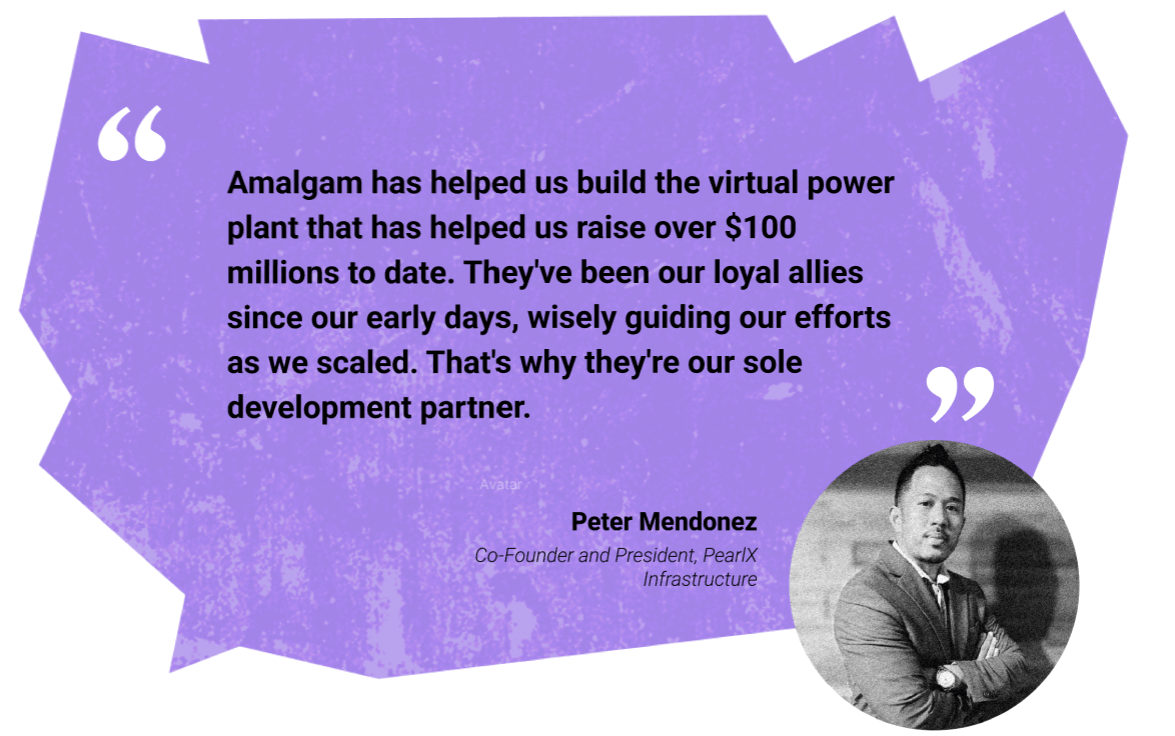 “
Amalgam has helped us build the virtual power
plant that has helped us raise over $100
millions to date. They've been our loyal allies
since our early days, wisely guiding our efforts
as we scaled. That's why they're our sole
development partner.
”
Avatar
Peter Mendonez
Co-Founder and President, PearlX
Infrastructure